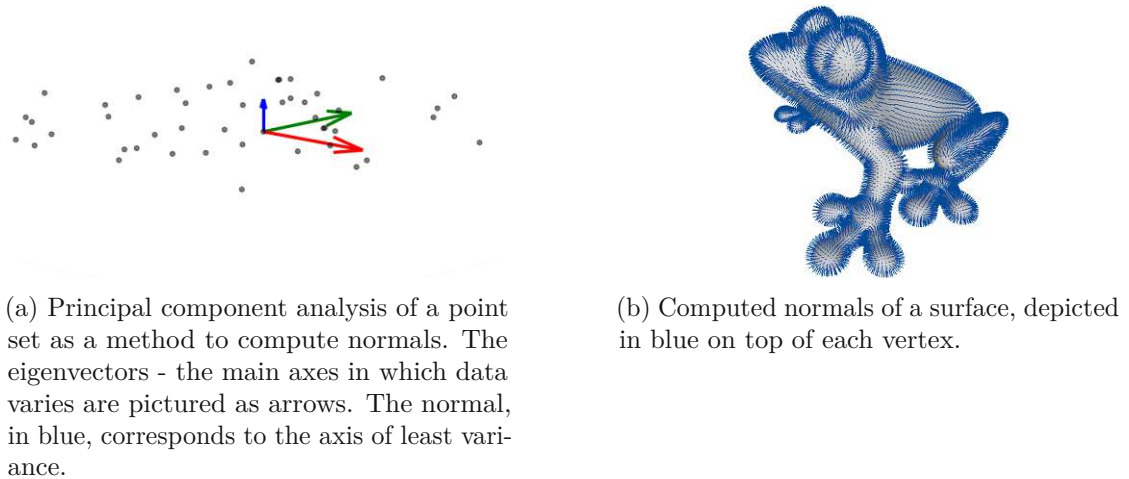 (a) Principal component analysis of a point
set as a method to compute normals. The
eigenvectors - the main axes in which data
varies are pictured as arrows. The normal,
in blue, corresponds to the axis of least vari-
ance.
(b) Computed normals of a surface, depicted
in blue on top of each vertex.